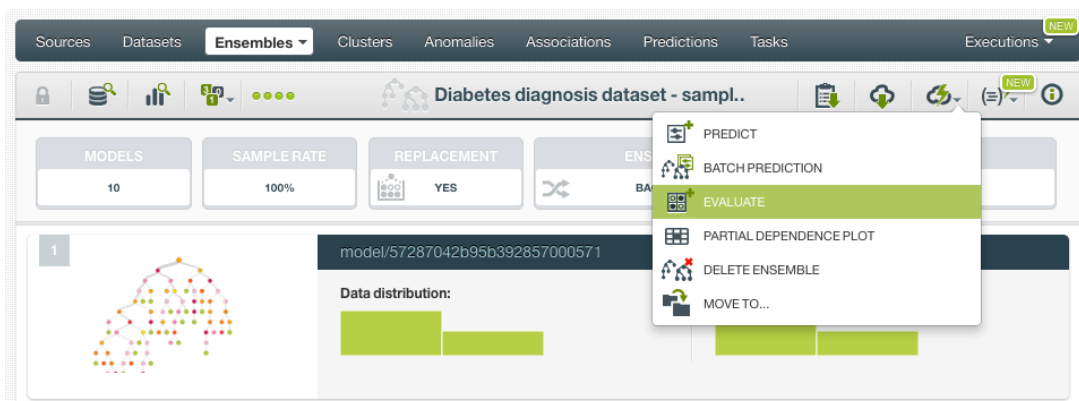 NEW
Sources Datasets Ensembles Clusters Anomalies Associations Predictions Tasks Executions
NEW
Diabetes diagnosis dataset - sampl..
MODELS SAMPLE RATE REPLACEMENT
10 100% YES
PREDICT
BATCH PREDICTION
EVALUATE
PARTIAL DEPENDENCE PLOT
DELETE ENSEMBLE
MOVE TO...
1
model/57287042b95b392857000571
Data distribution: